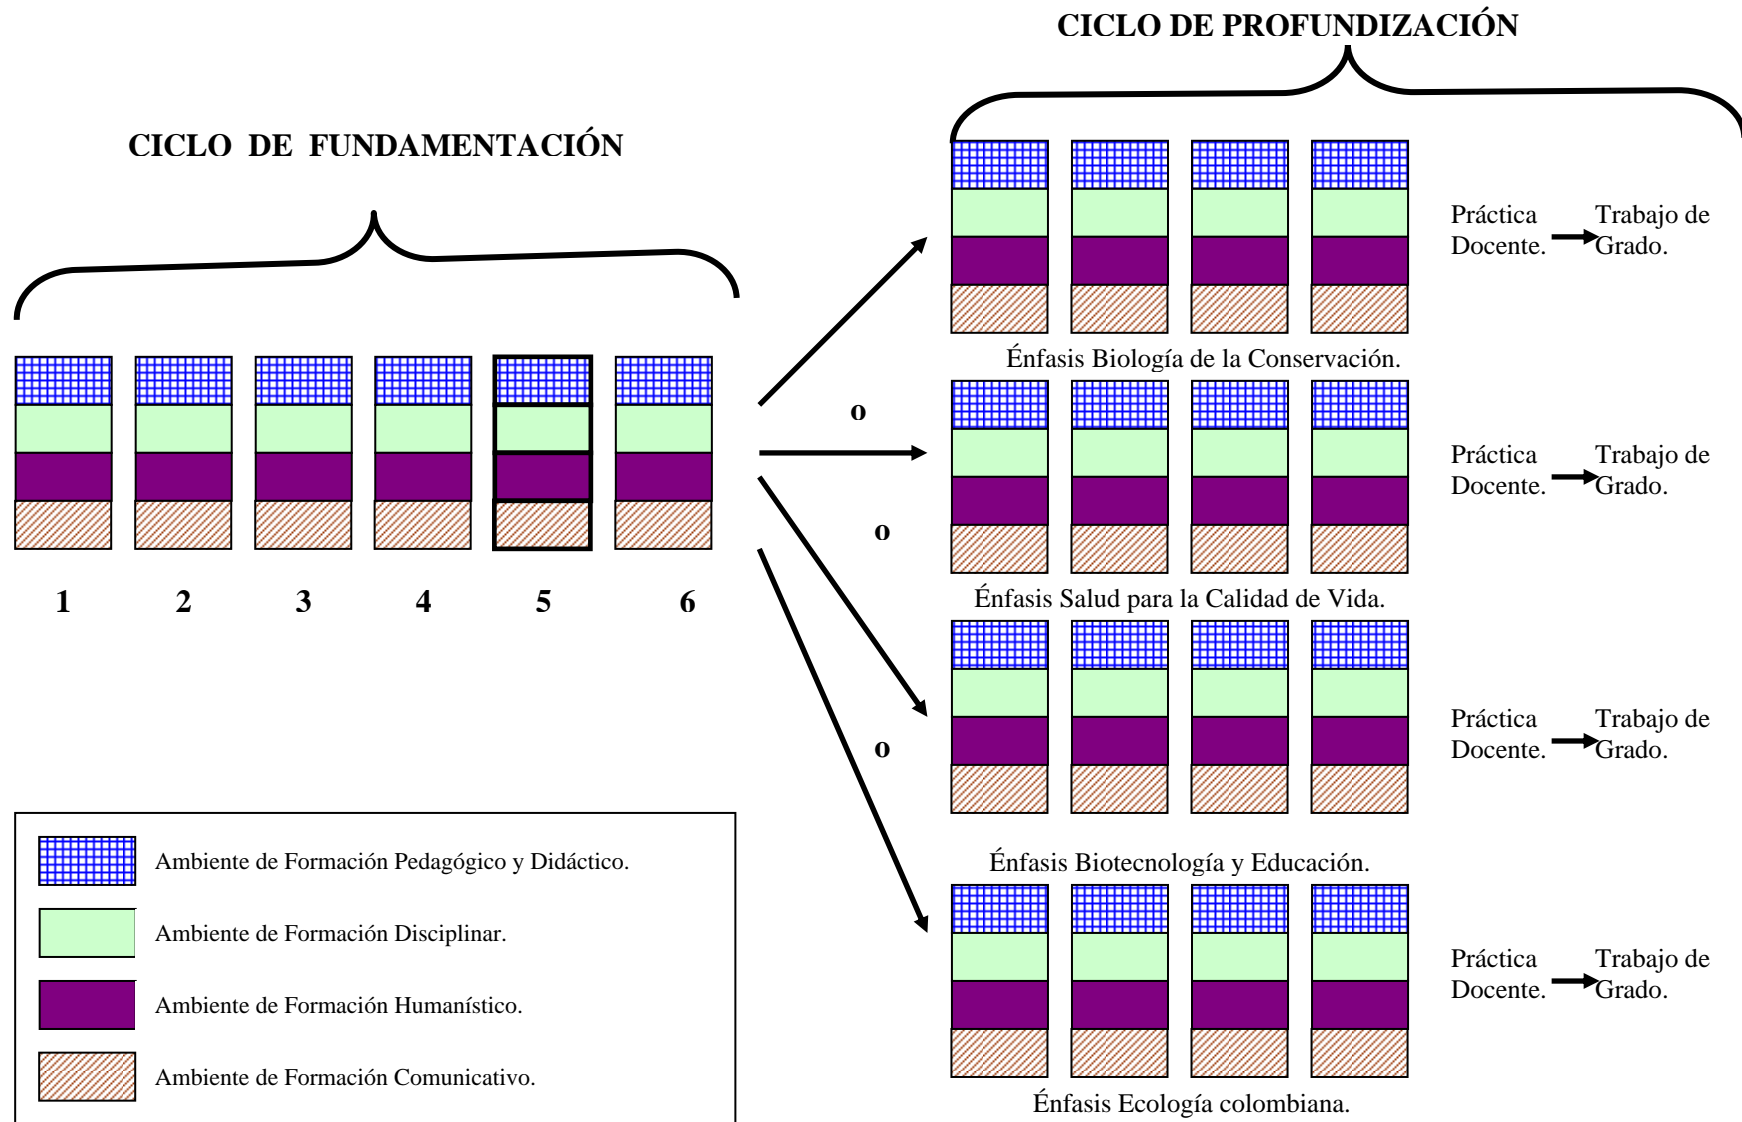 CICLO DE PROFUNDIZACIÓN
CICLO DE FUNDAMENTACIÓN
1 2 3 4 5 6
o
o
o
Práctica
Docente.
Trabajo de
Grado.
Énfasis Biología de la Conservación.
Práctica
Docente.
Trabajo de
Grado.
Énfasis Salud para la Calidad de Vida.
Práctica
Docente.
Trabajo de
Grado.
Énfasis Biotecnología y Educación.
Práctica
Docente.
Trabajo de
Grado.
Énfasis Ecología colombiana.
Ambiente de Formación Pedagógico y Didáctico.
Ambiente de Formación Disciplinar.
Ambiente de Formación Humanístico.
Ambiente de Formación Comunicativo.